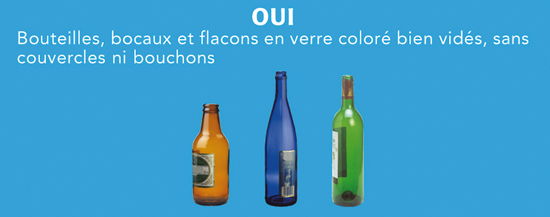 OUI
Bouteilles, bocaux et flacons en verre coloré bien vidés, sans
couvercles ni bouchons